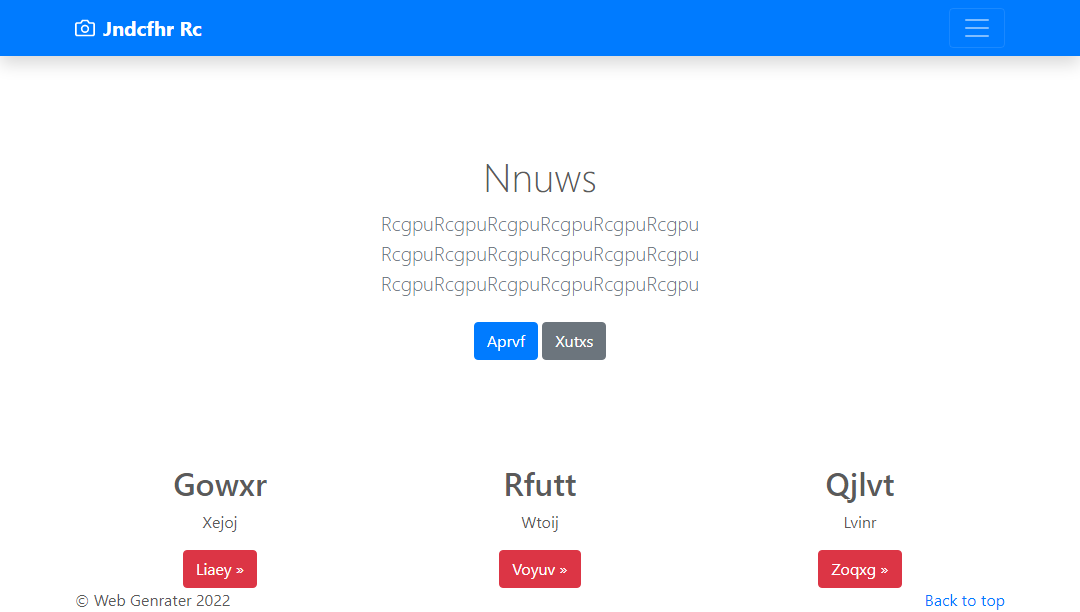 Jndcfhr Rc
Nnuws
RcgpuRcgpuRcgpuRcgpuRcgpuRcgpu
RcgpuRcgpuRcgpuRcgpuRcgpuRcgpu
RcgpuRcgpuRcgpuRcgpuRcgpuRcgpu
Aprvf Xutxs
Gowxr Rfutt Qjlvt
Xejoj Wtoij Lvinr
Liaey » Voyuv » Zoqxg »
© Web Genrater 2022 Back to top